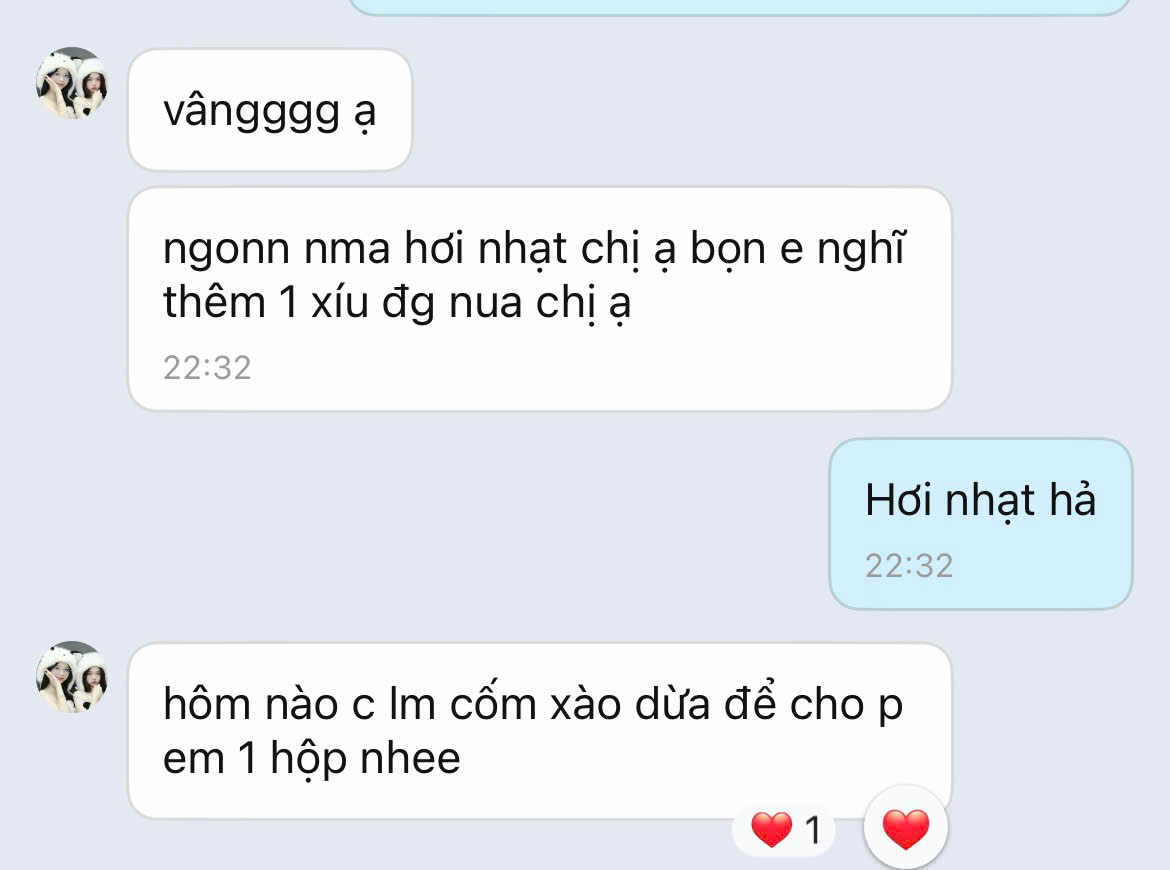 vângggg ạ
ngonn nma hơi nhạt chị ạ bọn e nghĩ
thêm 1 xíu đg nua chị ạ
22:32
Hơi nhạt hả
22:32
hôm nào c lm cốm xào dừa để cho p
em 1 hộp nhee
1